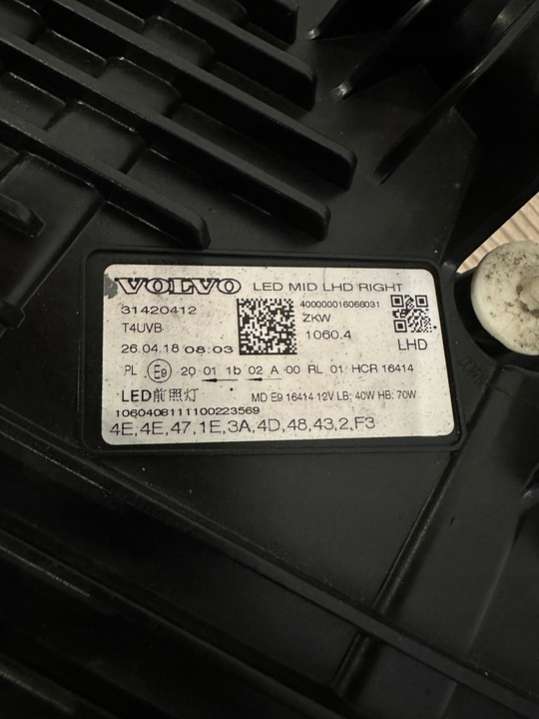 VOLVO LED MID LHD RIGHT
31420412 400000016066031
T4UVB ZKW
26.04.18 08:03 1060.4 LHD
PL E9 20 01 1b 02 A 00 RL 01 HCR 16414
LED前照灯 MD E9 16414 12V LB; 40W HB; 70W
1060408111100223569
4E,4E,47,1E,3A,4D,48,43,2,F3